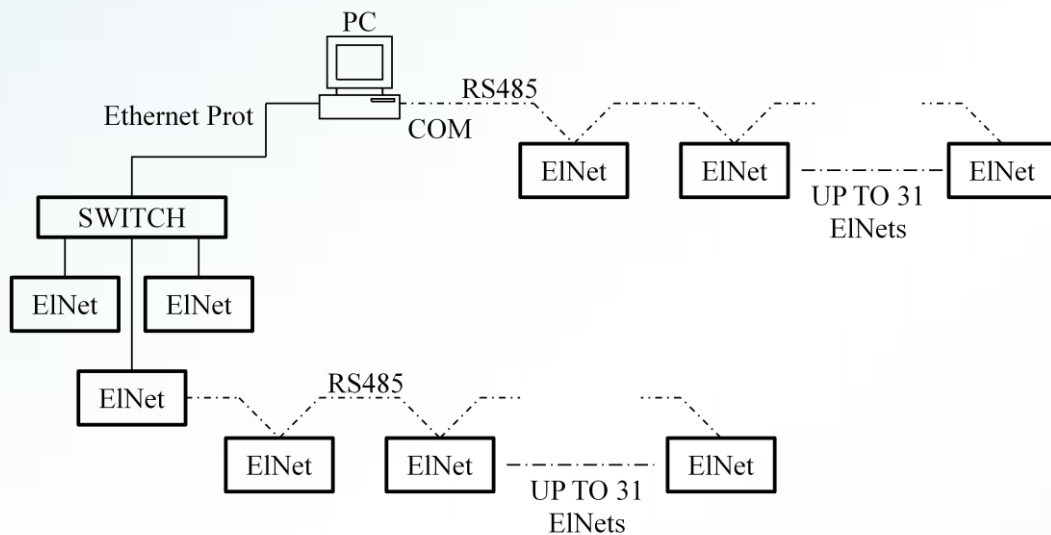 PC
RS485
Ethernet Prot
COM
ElNet
ElNet
ElNet
UP TO 31
ElNets
SWITCH
ElNet
ElNet
ElNet
RS485
ElNet
ElNet
ElNet
UP TO 31
ElNets